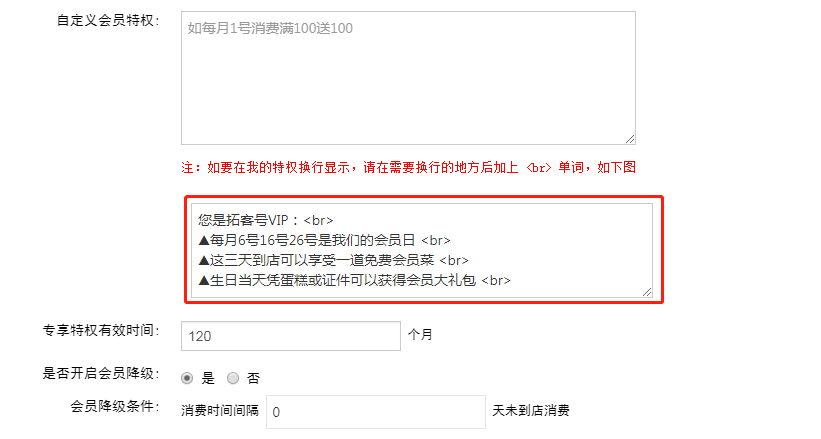 自定义会员特权：
如每月1号消费满100送100
注：如要在我的特权换行显示，请在需要换行的地方后加上 <br> 单词，如下图
您是拓客号VIP：<br>
▲每月6号16号26号是我们的会员日 <br>
▲这三天到店可以享受一道免费会员菜 <br>
▲生日当天凭蛋糕或证件可以获得会员大礼包 <br>
专享特权有效时间： 120 个月
是否开启会员降级： 是 否
会员降级条件： 消费时间间隔 0 天未到店消费